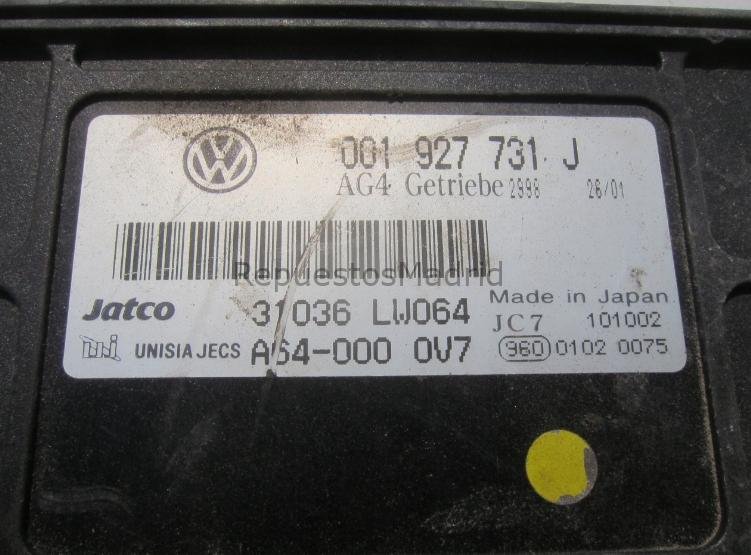 001 927 731 J
AG4 Getriebe 2998 26/01
RepuestosMadrid
Jatco 31036 LW064 Made in Japan
JC7 101002
UNISIA JECS A64-000 0V7 960 0102 0075